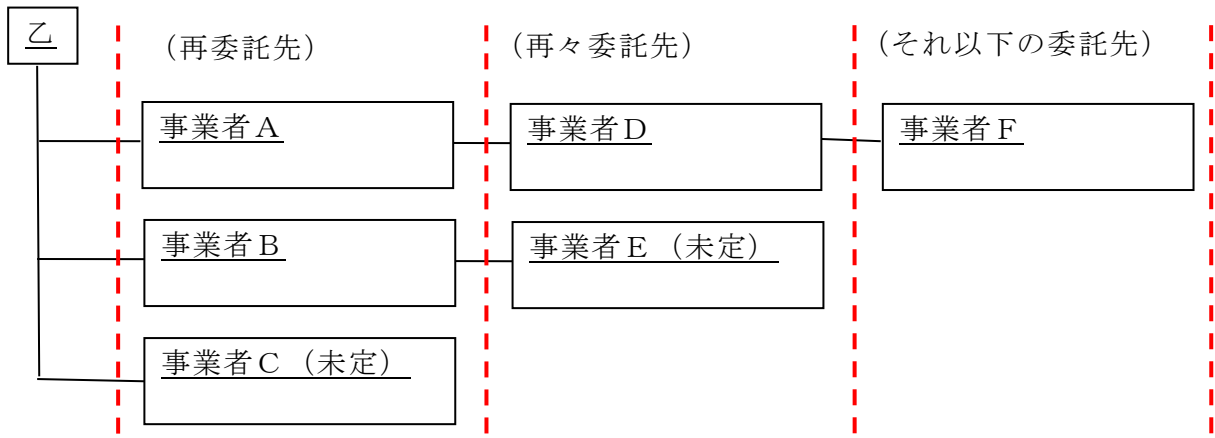 乙
（再委託先）
（再々委託先）
（それ以下の委託先）
事業者Ａ
事業者Ｄ
事業者Ｆ
事業者Ｂ
事業者Ｅ（未定）
事業者Ｃ（未定）